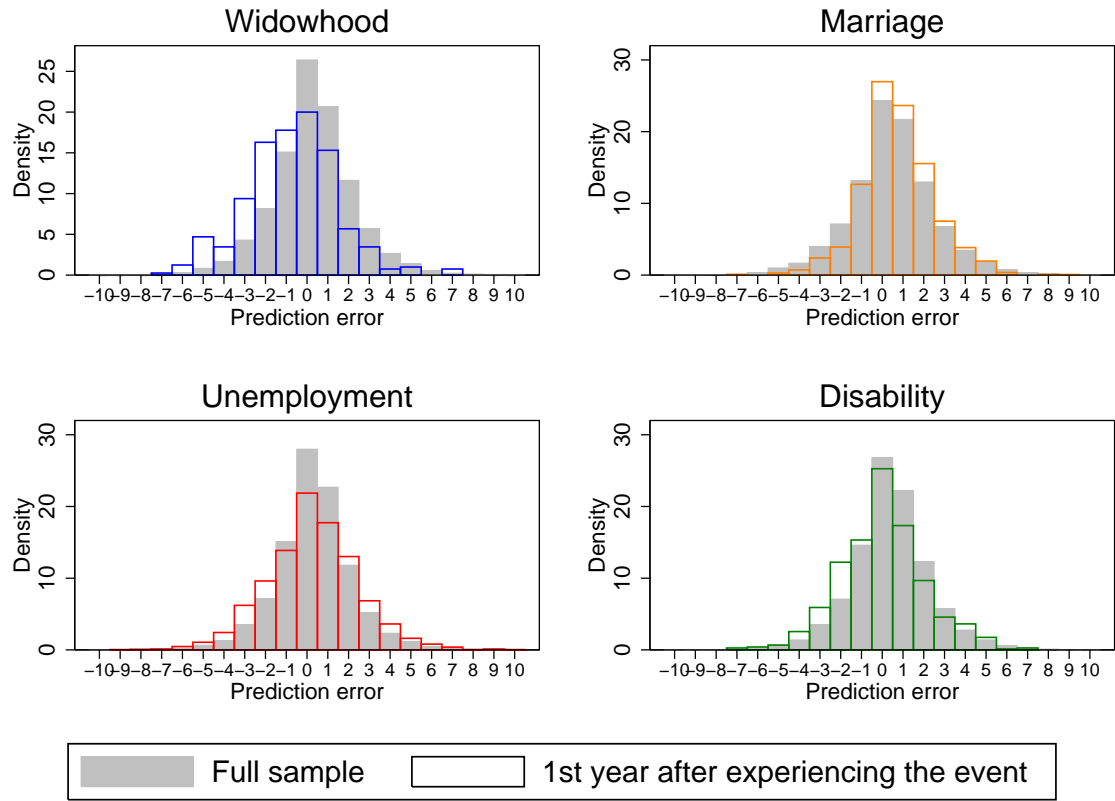 Widowhood
Density
0 5 10 15 20 25
−10−9−8−7−6−5−4−3−2−1 0 1 2 3 4 5 6 7 8 9 10
Prediction error
Marriage
Density
0 10 20 30
−10−9−8−7−6−5−4−3−2−1 0 1 2 3 4 5 6 7 8 9 10
Prediction error
Unemployment
Density
0 10 20 30
−10−9−8−7−6−5−4−3−2−1 0 1 2 3 4 5 6 7 8 9 10
Prediction error
Disability
Density
0 10 20 30
−10−9−8−7−6−5−4−3−2−1 0 1 2 3 4 5 6 7 8 9 10
Prediction error
Full sample 1st year after experiencing the event